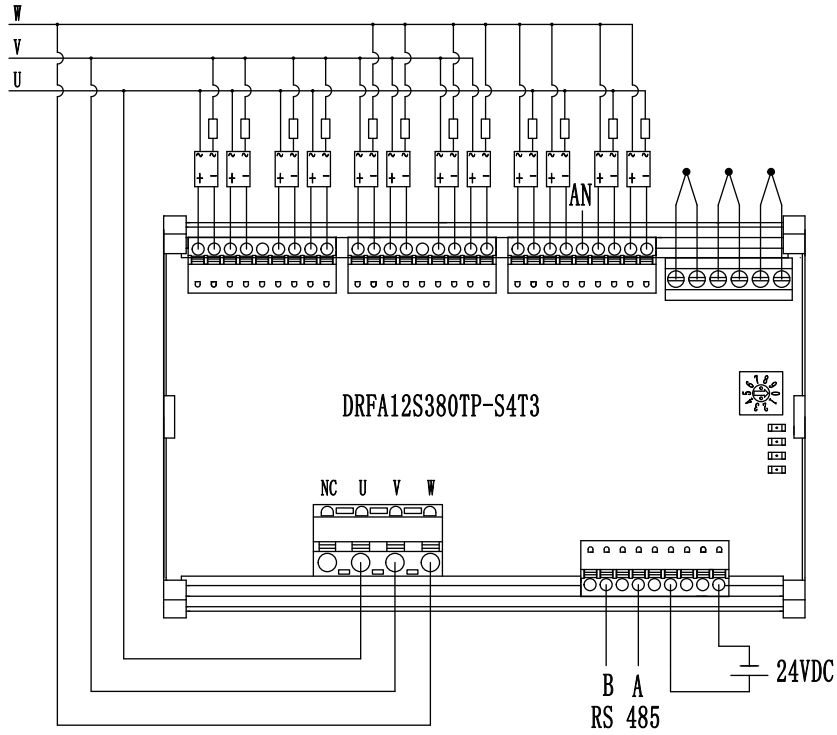 W
V
U
AN
DRFA12S380TP-S4T3
NC U V W
B A
RS 485
24VDC